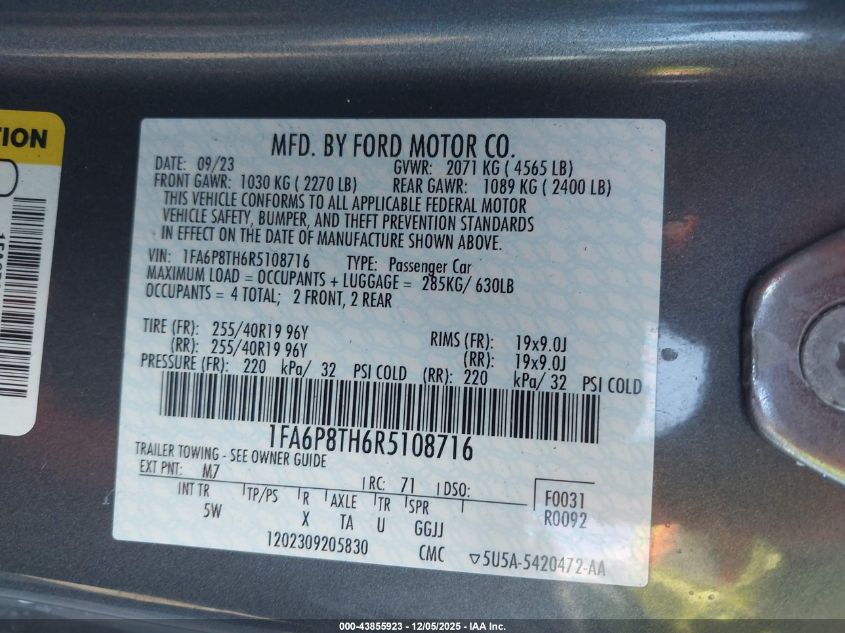 TION
MFD. BY FORD MOTOR CO.
DATE: 09/23 GVWR: 2071 KG ( 4565 LB)
FRONT GAWR: 1030 KG ( 2270 LB) REAR GAWR: 1089 KG ( 2400 LB)
THIS VEHICLE CONFORMS TO ALL APPLICABLE FEDERAL MOTOR
VEHICLE SAFETY, BUMPER, AND THEFT PREVENTION STANDARDS
IN EFFECT ON THE DATE OF MANUFACTURE SHOWN ABOVE.
VIN: 1FA6P8TH6R5108716 TYPE: Passenger Car
MAXIMUM LOAD = OCCUPANTS + LUGGAGE = 285KG/ 630LB
OCCUPANTS = 4 TOTAL; 2 FRONT, 2 REAR
TIRE (FR): 255/40R19 96Y RIMS (FR): 19x9.0J
(RR): 255/40R19 96Y (RR): 19x9.0J
PRESSURE (FR): 220 kPa/ 32 PSI COLD (RR): 220 kPa/ 32 PSI COLD
1FA6P8TH6R5108716
TRAILER TOWING - SEE OWNER GUIDE
EXT PNT: M7 RC: 71 DSO: F0031
INT TR TP/PS R AXLE TR SPR R0092
5W X TA U GGJJ
1202309205830 CMC 5U5A-5420472-AA
000-43855923 - 12/05/2025 - IAA Inc.